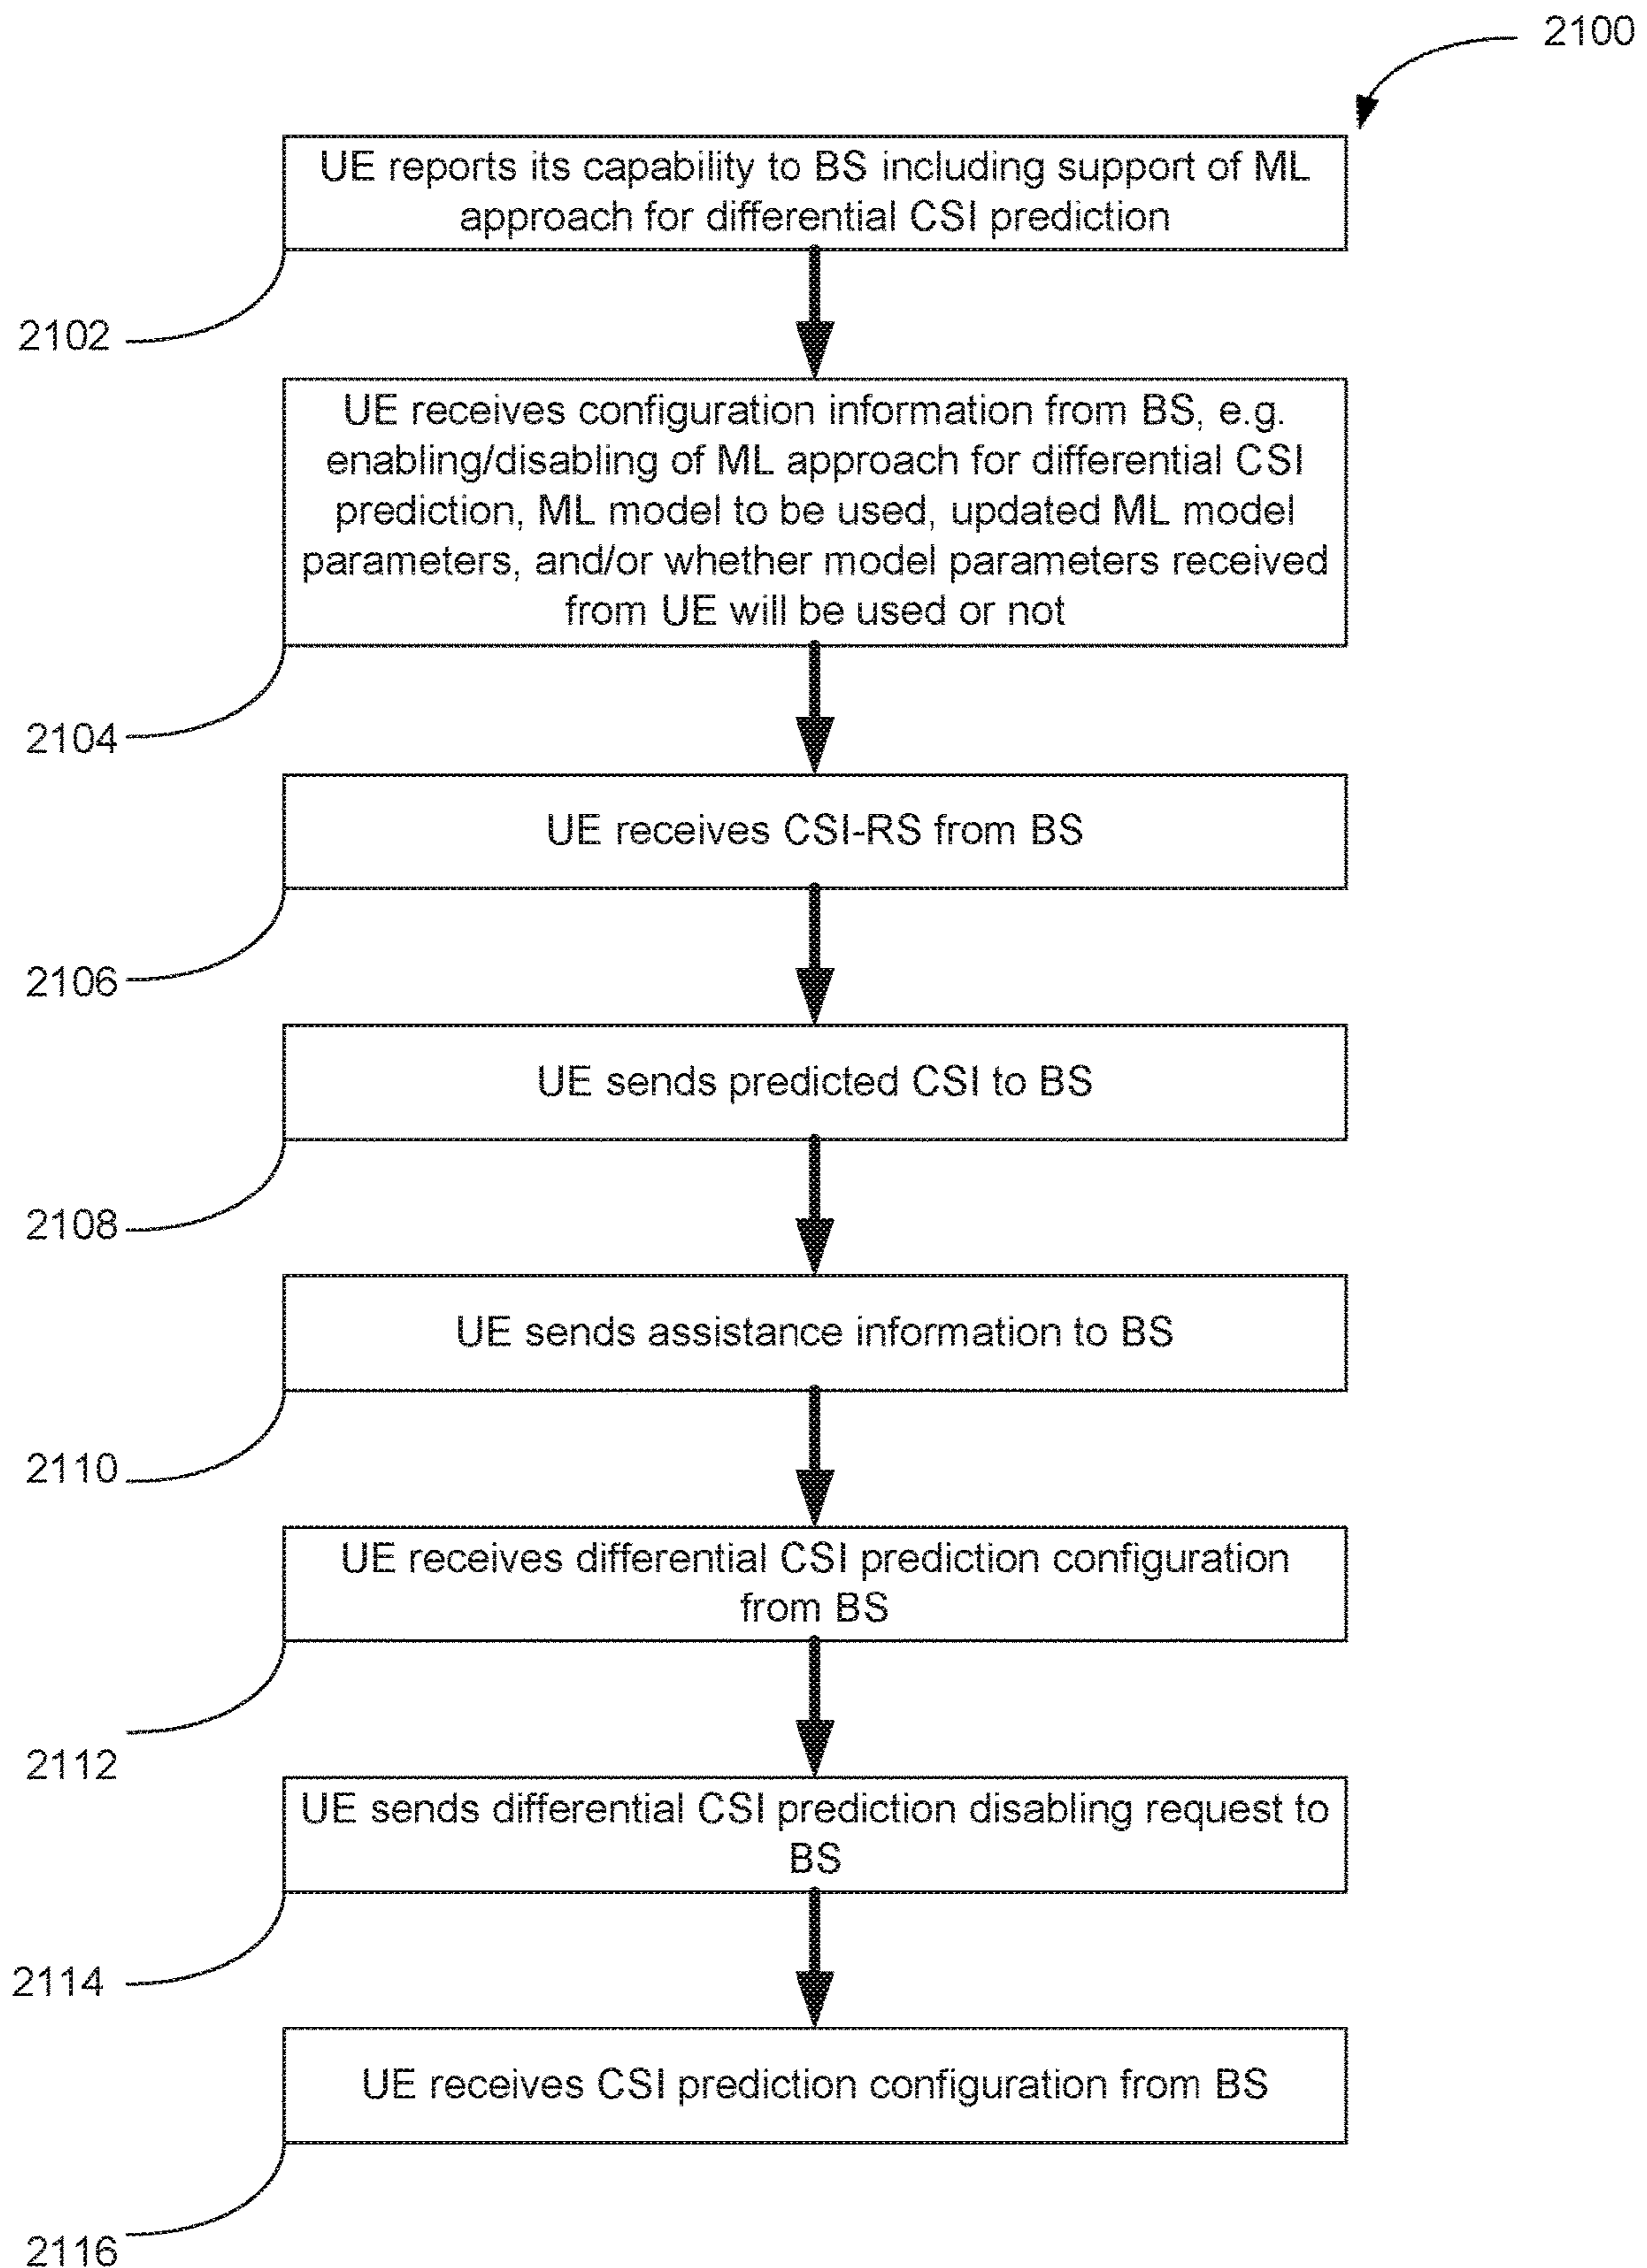 2100
UE reports its capability to BS including support of ML
approach for differential CSI prediction
2102
UE receives configuration information from BS, e.g.
enabling/disabling of ML approach for differential CSI
prediction, ML model to be used, updated ML model
parameters, and/or whether model parameters received
from UE will be used or not
2104
UE receives CSI-RS from BS
2106
UE sends predicted CSI to BS
2108
UE sends assistance information to BS
2110
UE receives differential CSI prediction configuration
from BS
2112
UE sends differential CSI prediction disabling request to
BS
2114
UE receives CSI prediction configuration from BS
2116